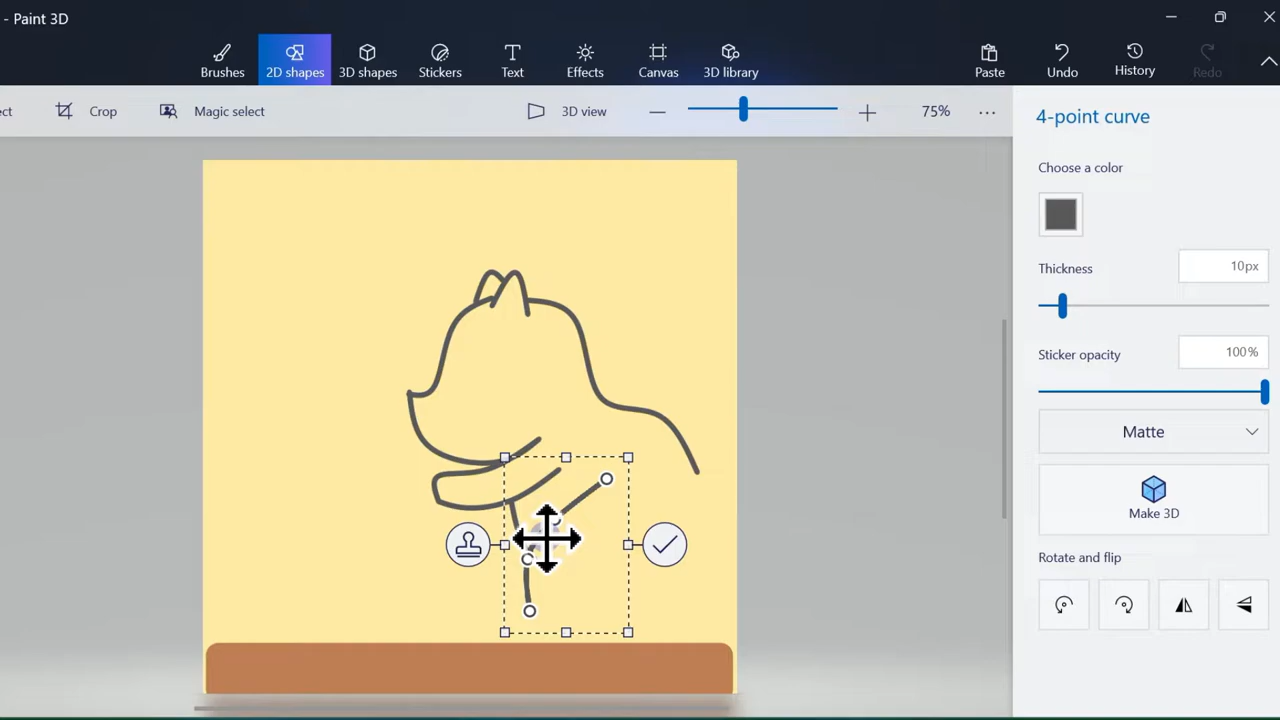 - Paint 3D
Brushes
2D shapes
3D shapes
Stickers
Text
Effects
Canvas
3D library
Paste
Undo
History
Redo
ct
Crop
Magic select
3D view
75%
4-point curve
Choose a color
Thickness
10px
Sticker opacity
100%
Matte
Make 3D
Rotate and flip